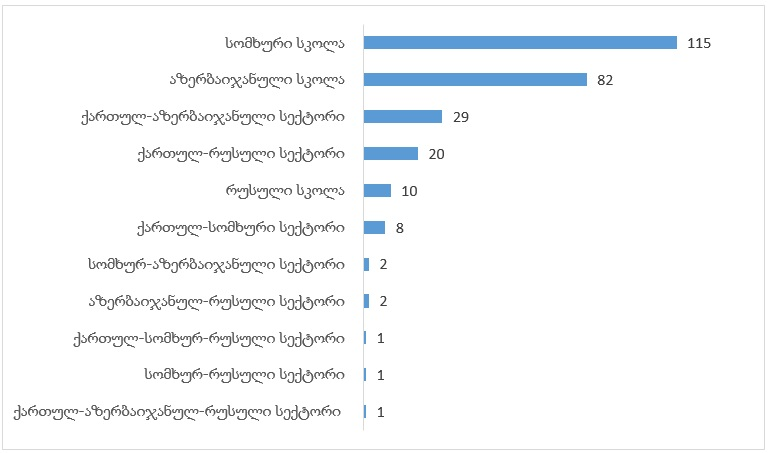 სომხური სკოლა 115
აზერბაიჯანული სკოლა 82
ქართულ-აზერბაიჯანული სექტორი 29
ქართულ-რუსული სექტორი 20
რუსული სკოლა 10
ქართულ-სომხური სექტორი 8
სომხურ-აზერბაიჯანული სექტორი 2
აზერბაიჯანულ-რუსული სექტორი 2
ქართულ-სომხურ-რუსული სექტორი 1
სომხურ-რუსული სექტორი 1
ქართულ-აზერბაიჯანულ-რუსული სექტორი 1